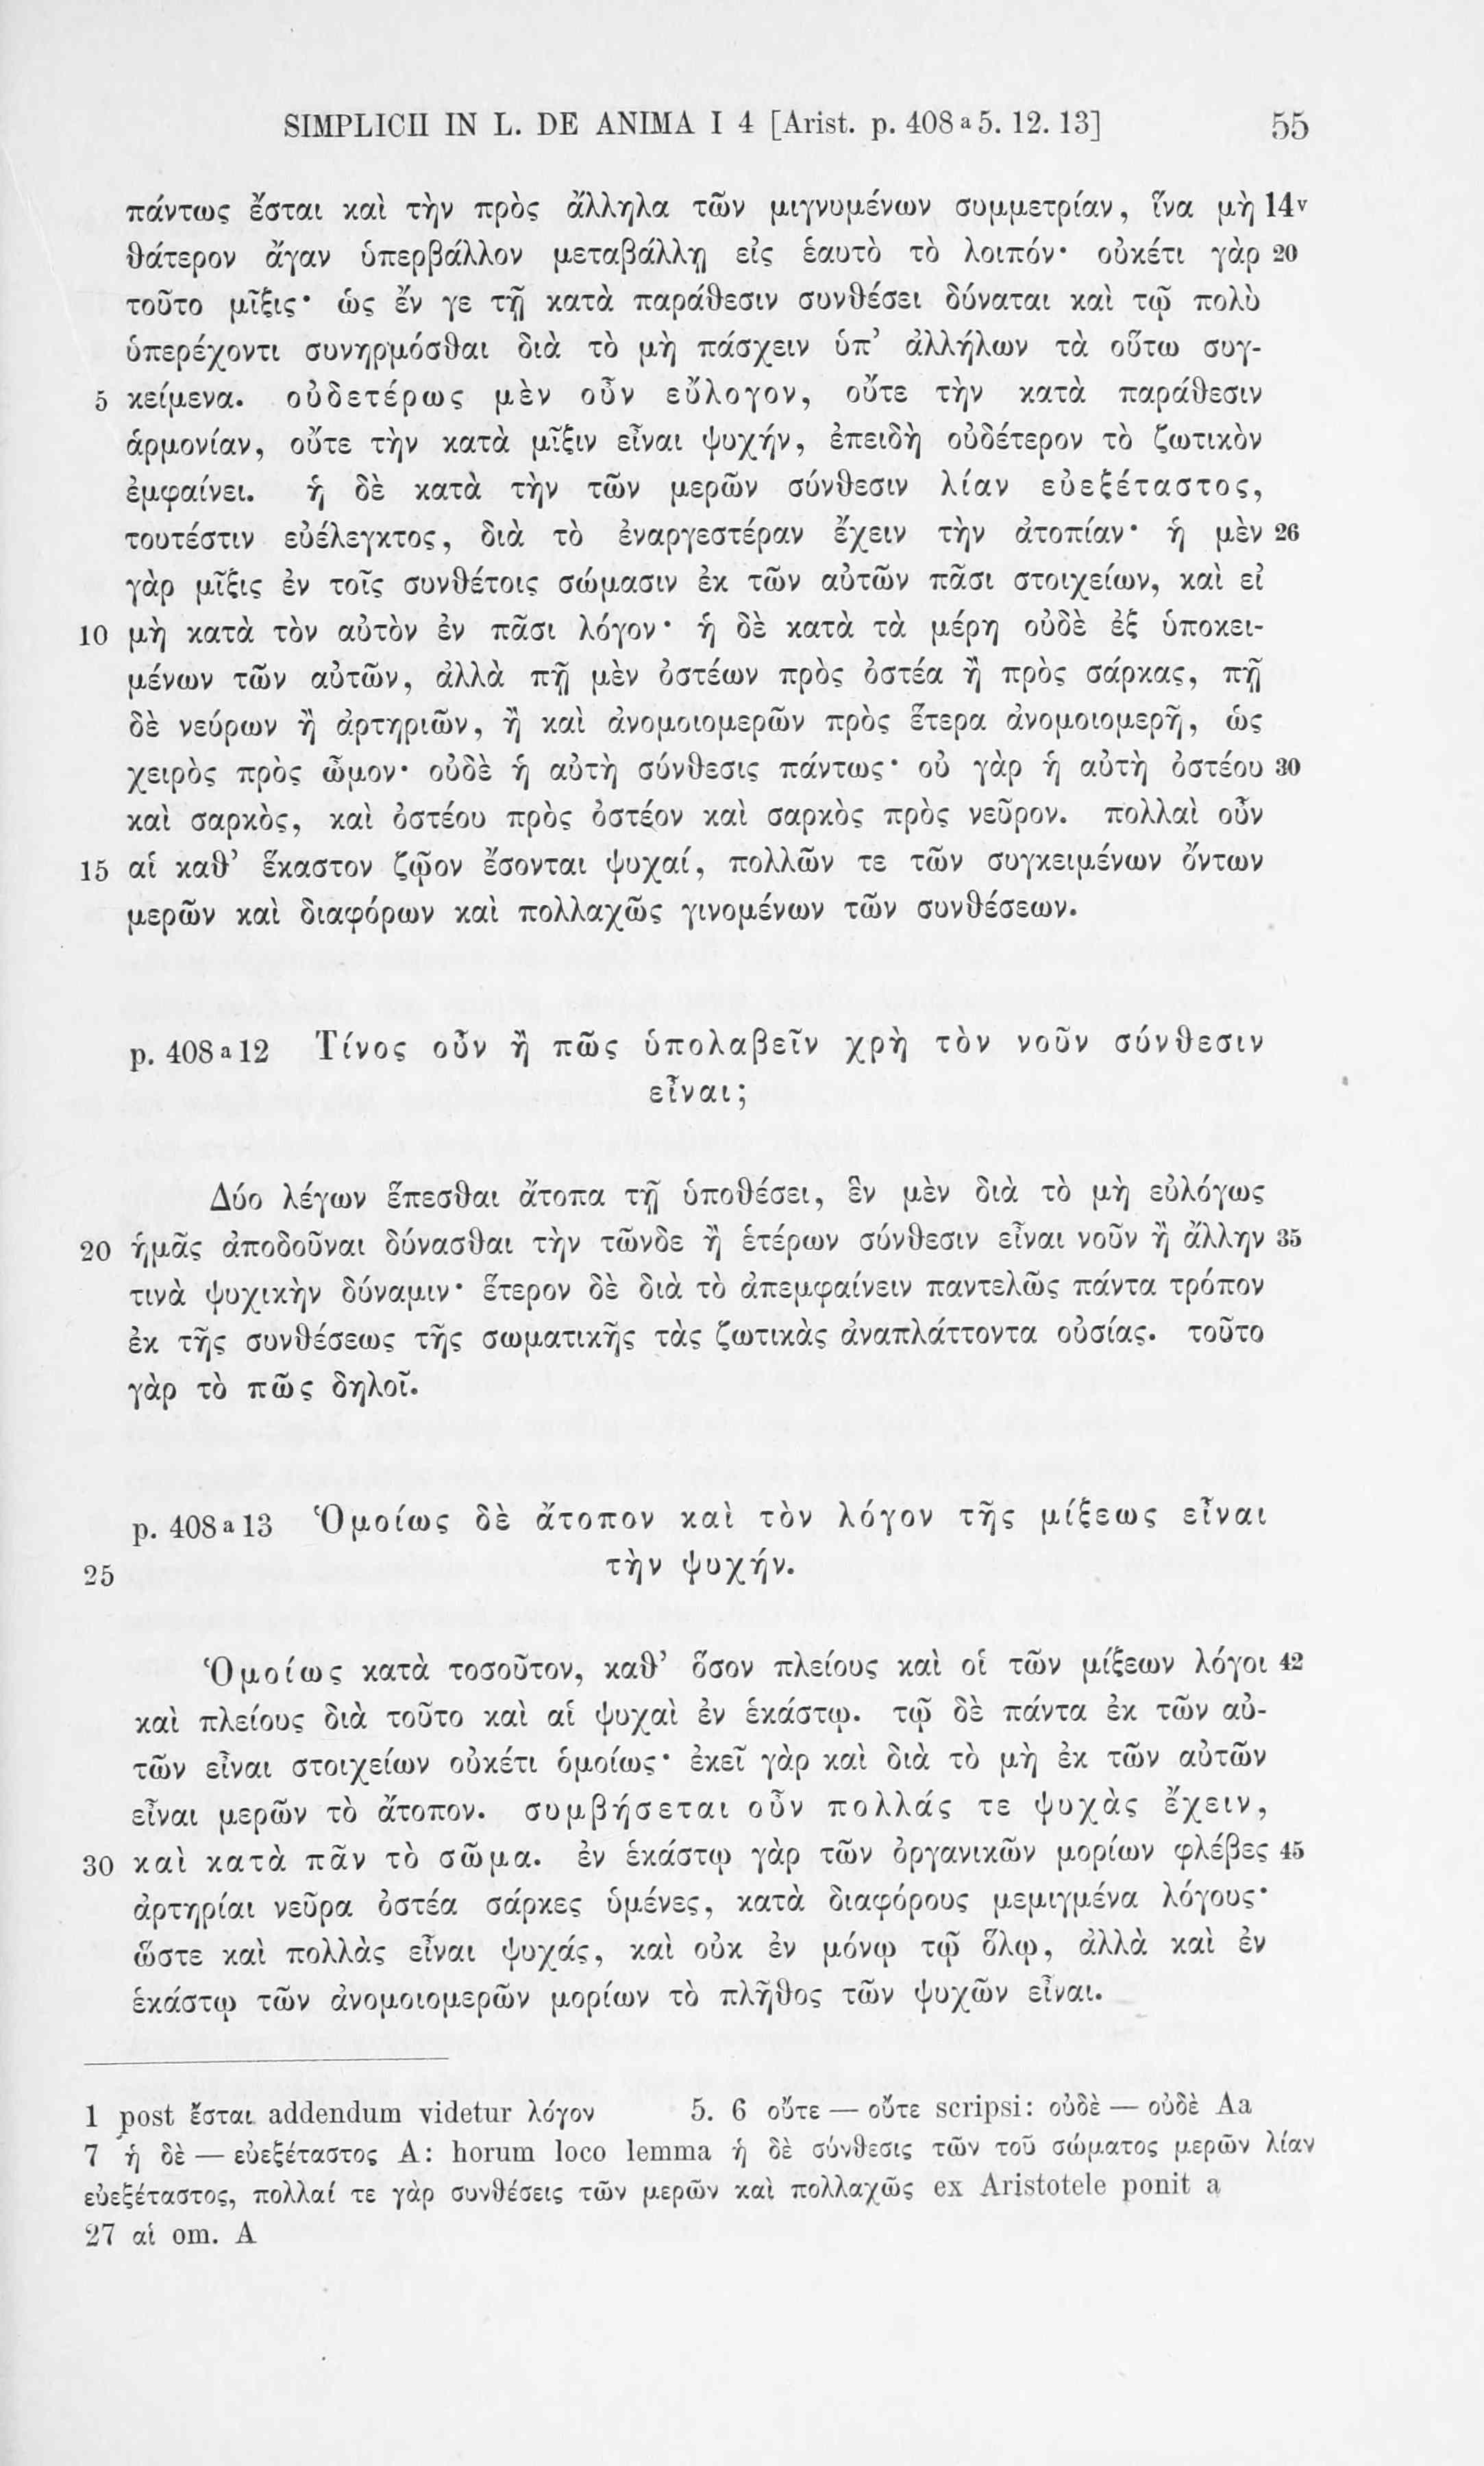 SIMPLICII IN L. DE ANIMA I 4 [Arist. p. 408 a 5. 12. 13] 55
πάντως ἔσται καὶ τὴν πρὸς ἄλληλα τῶν μιγνυμένων συμμετρίαν, ἵνα μὴ 14v
θάτερον ἄγαν ὑπερβάλλον μεταβάλλῃ εἰς ἑαυτὸ τὸ λοιπόν· οὐκέτι γὰρ 20
τοῦτο μῖξις· ὡς ἔν γε τῇ κατὰ παράθεσιν συνθέσει δύναται καὶ τῷ πολὺ
ὑπερέχοντι συνηρμόσθαι διὰ τὸ μὴ πάσχειν ὑπ’ ἀλλήλων τὰ οὕτω συγ-
5 κείμενα. οὐδετέρως μὲν οὖν εὔλογον, οὔτε τὴν κατὰ παράθεσιν
ἁρμονίαν, οὔτε τὴν κατὰ μῖξιν εἶναι ψυχήν, ἐπειδὴ οὐδέτερον τὸ ζωτικὸν
ἐμφαίνει. ἡ δὲ κατὰ τὴν τῶν μερῶν σύνθεσιν λίαν εὐεξέταστος,
τουτέστιν εὐέλεγκτος, διὰ τὸ ἐναργεστέραν ἔχειν τὴν ἀτοπίαν· ἡ μὲν 26
γὰρ μῖξις ἐν τοῖς συνθέτοις σώμασιν ἐκ τῶν αὐτῶν πᾶσι στοιχείων, καὶ εἰ
10 μὴ κατὰ τὸν αὐτὸν ἐν πᾶσι λόγον· ἡ δὲ κατὰ τὰ μέρη οὐδὲ ἐξ ὑποκει-
μένων τῶν αὐτῶν, ἀλλὰ πῇ μὲν ὀστέων πρὸς ὀστέα ἢ πρὸς σάρκας, πῇ
δὲ νεύρων ἢ ἀρτηριῶν, ἢ καὶ ἀνομοιομερῶν πρὸς ἕτερα ἀνομοιομερῆ, ὡς
χειρὸς πρὸς ὦμον· οὐδὲ ἡ αὐτὴ σύνθεσις πάντως· οὐ γὰρ ἡ αὐτὴ ὀστέου 30
καὶ σαρκὸς, καὶ ὀστέου πρὸς ὀστέον καὶ σαρκὸς πρὸς νεῦρον. πολλαὶ οὖν
15 αἱ καθ’ ἕκαστον ζῷον ἔσονται ψυχαί, πολλῶν τε τῶν συγκειμένων ὄντων
μερῶν καὶ διαφόρων καὶ πολλαχῶς γινομένων τῶν συνθέσεων.
p. 408 a 12 Τίνος οὖν ἢ πῶς ὑπολαβεῖν χρὴ τὸν νοῦν σύνθεσιν
εἶναι;
Δύο λέγων ἕπεσθαι ἄτοπα τῇ ὑποθέσει, ἓν μὲν διὰ τὸ μὴ εὐλόγως
20 ἡμᾶς ἀποδοῦναι δύνασθαι τὴν τῶνδε ἢ ἑτέρων σύνθεσιν εἶναι νοῦν ἢ ἄλλην 35
τινὰ ψυχικὴν δύναμιν· ἕτερον δὲ διὰ τὸ ἀπεμφαίνειν παντελῶς πάντα τρόπον
ἐκ τῆς συνθέσεως τῆς σωματικῆς τὰς ζωτικὰς ἀναπλάττοντα οὐσίας. τοῦτο
γὰρ τὸ πῶς δηλοῖ.
p. 408 a 13 Ὁμοίως δὲ ἄτοπον καὶ τὸν λόγον τῆς μίξεως εἶναι
25 τὴν ψυχήν.
Ὁμοίως κατὰ τοσοῦτον, καθ’ ὅσον πλείους καὶ οἱ τῶν μίξεων λόγοι 42
καὶ πλείους διὰ τοῦτο καὶ αἱ ψυχαὶ ἐν ἑκάστῳ. τῷ δὲ πάντα ἐκ τῶν αὐ-
τῶν εἶναι στοιχείων οὐκέτι ὁμοίως· ἐκεῖ γὰρ καὶ διὰ τὸ μὴ ἐκ τῶν αὐτῶν
εἶναι μερῶν τὸ ἄτοπον. συμβήσεται οὖν πολλάς τε ψυχὰς ἔχειν,
30 καὶ κατὰ πᾶν τὸ σῶμα. ἐν ἑκάστῳ γὰρ τῶν ὀργανικῶν μορίων φλέβες 45
ἀρτηρίαι νεῦρα ὀστέα σάρκες ὑμένες, κατὰ διαφόρους μεμιγμένα λόγους·
ὥστε καὶ πολλὰς εἶναι ψυχάς, καὶ οὐκ ἐν μόνῳ τῷ ὅλῳ, ἀλλὰ καὶ ἐν
ἑκάστῳ τῶν ἀνομοιομερῶν μορίων τὸ πλῆθος τῶν ψυχῶν εἶναι.
1 post ἔσται addendum videtur λόγον 5. 6 οὔτε — οὔτε scripsi: οὐδὲ — οὐδὲ Aa
7 ἡ δὲ — εὐεξέταστος A: horum loco lemma ἡ δὲ σύνθεσις τῶν τοῦ σώματος μερῶν λίαν
εὐεξέταστος, πολλαί τε γὰρ συνθέσεις τῶν μερῶν καὶ πολλαχῶς ex Aristotele ponit a
27 αἱ om. A